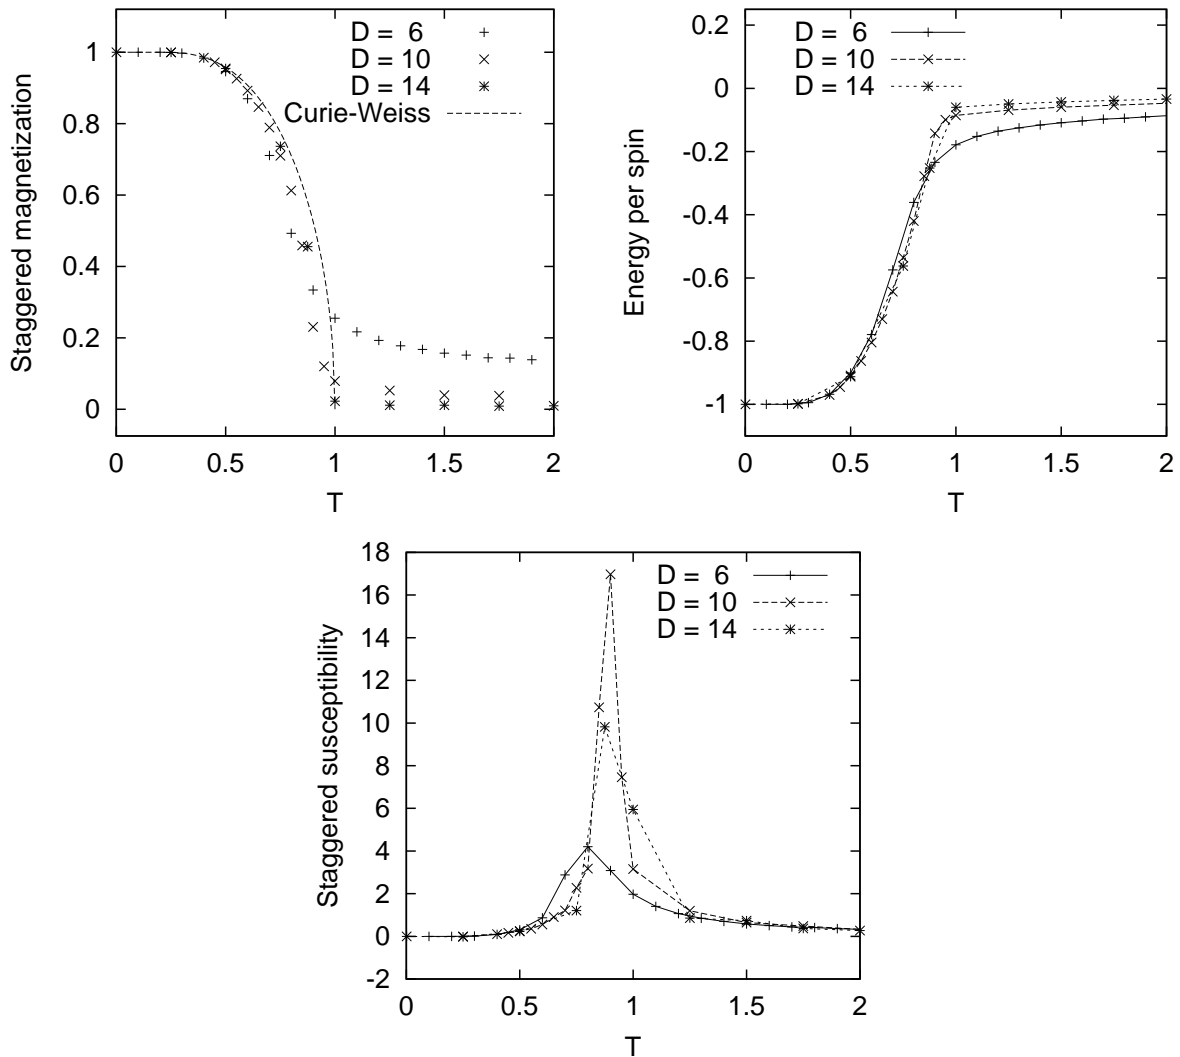 Staggered magnetization
D = 6
D = 10
D = 14
Curie-Weiss
1
0.8
0.6
0.4
0.2
0
0 0.5 1 1.5 2
T
Energy per spin
D = 6
D = 10
D = 14
0.2
0
-0.2
-0.4
-0.6
-0.8
-1
0 0.5 1 1.5 2
T
Staggered susceptibility
D = 6
D = 10
D = 14
18
16
14
12
10
8
6
4
2
0
-2
0 0.5 1 1.5 2
T